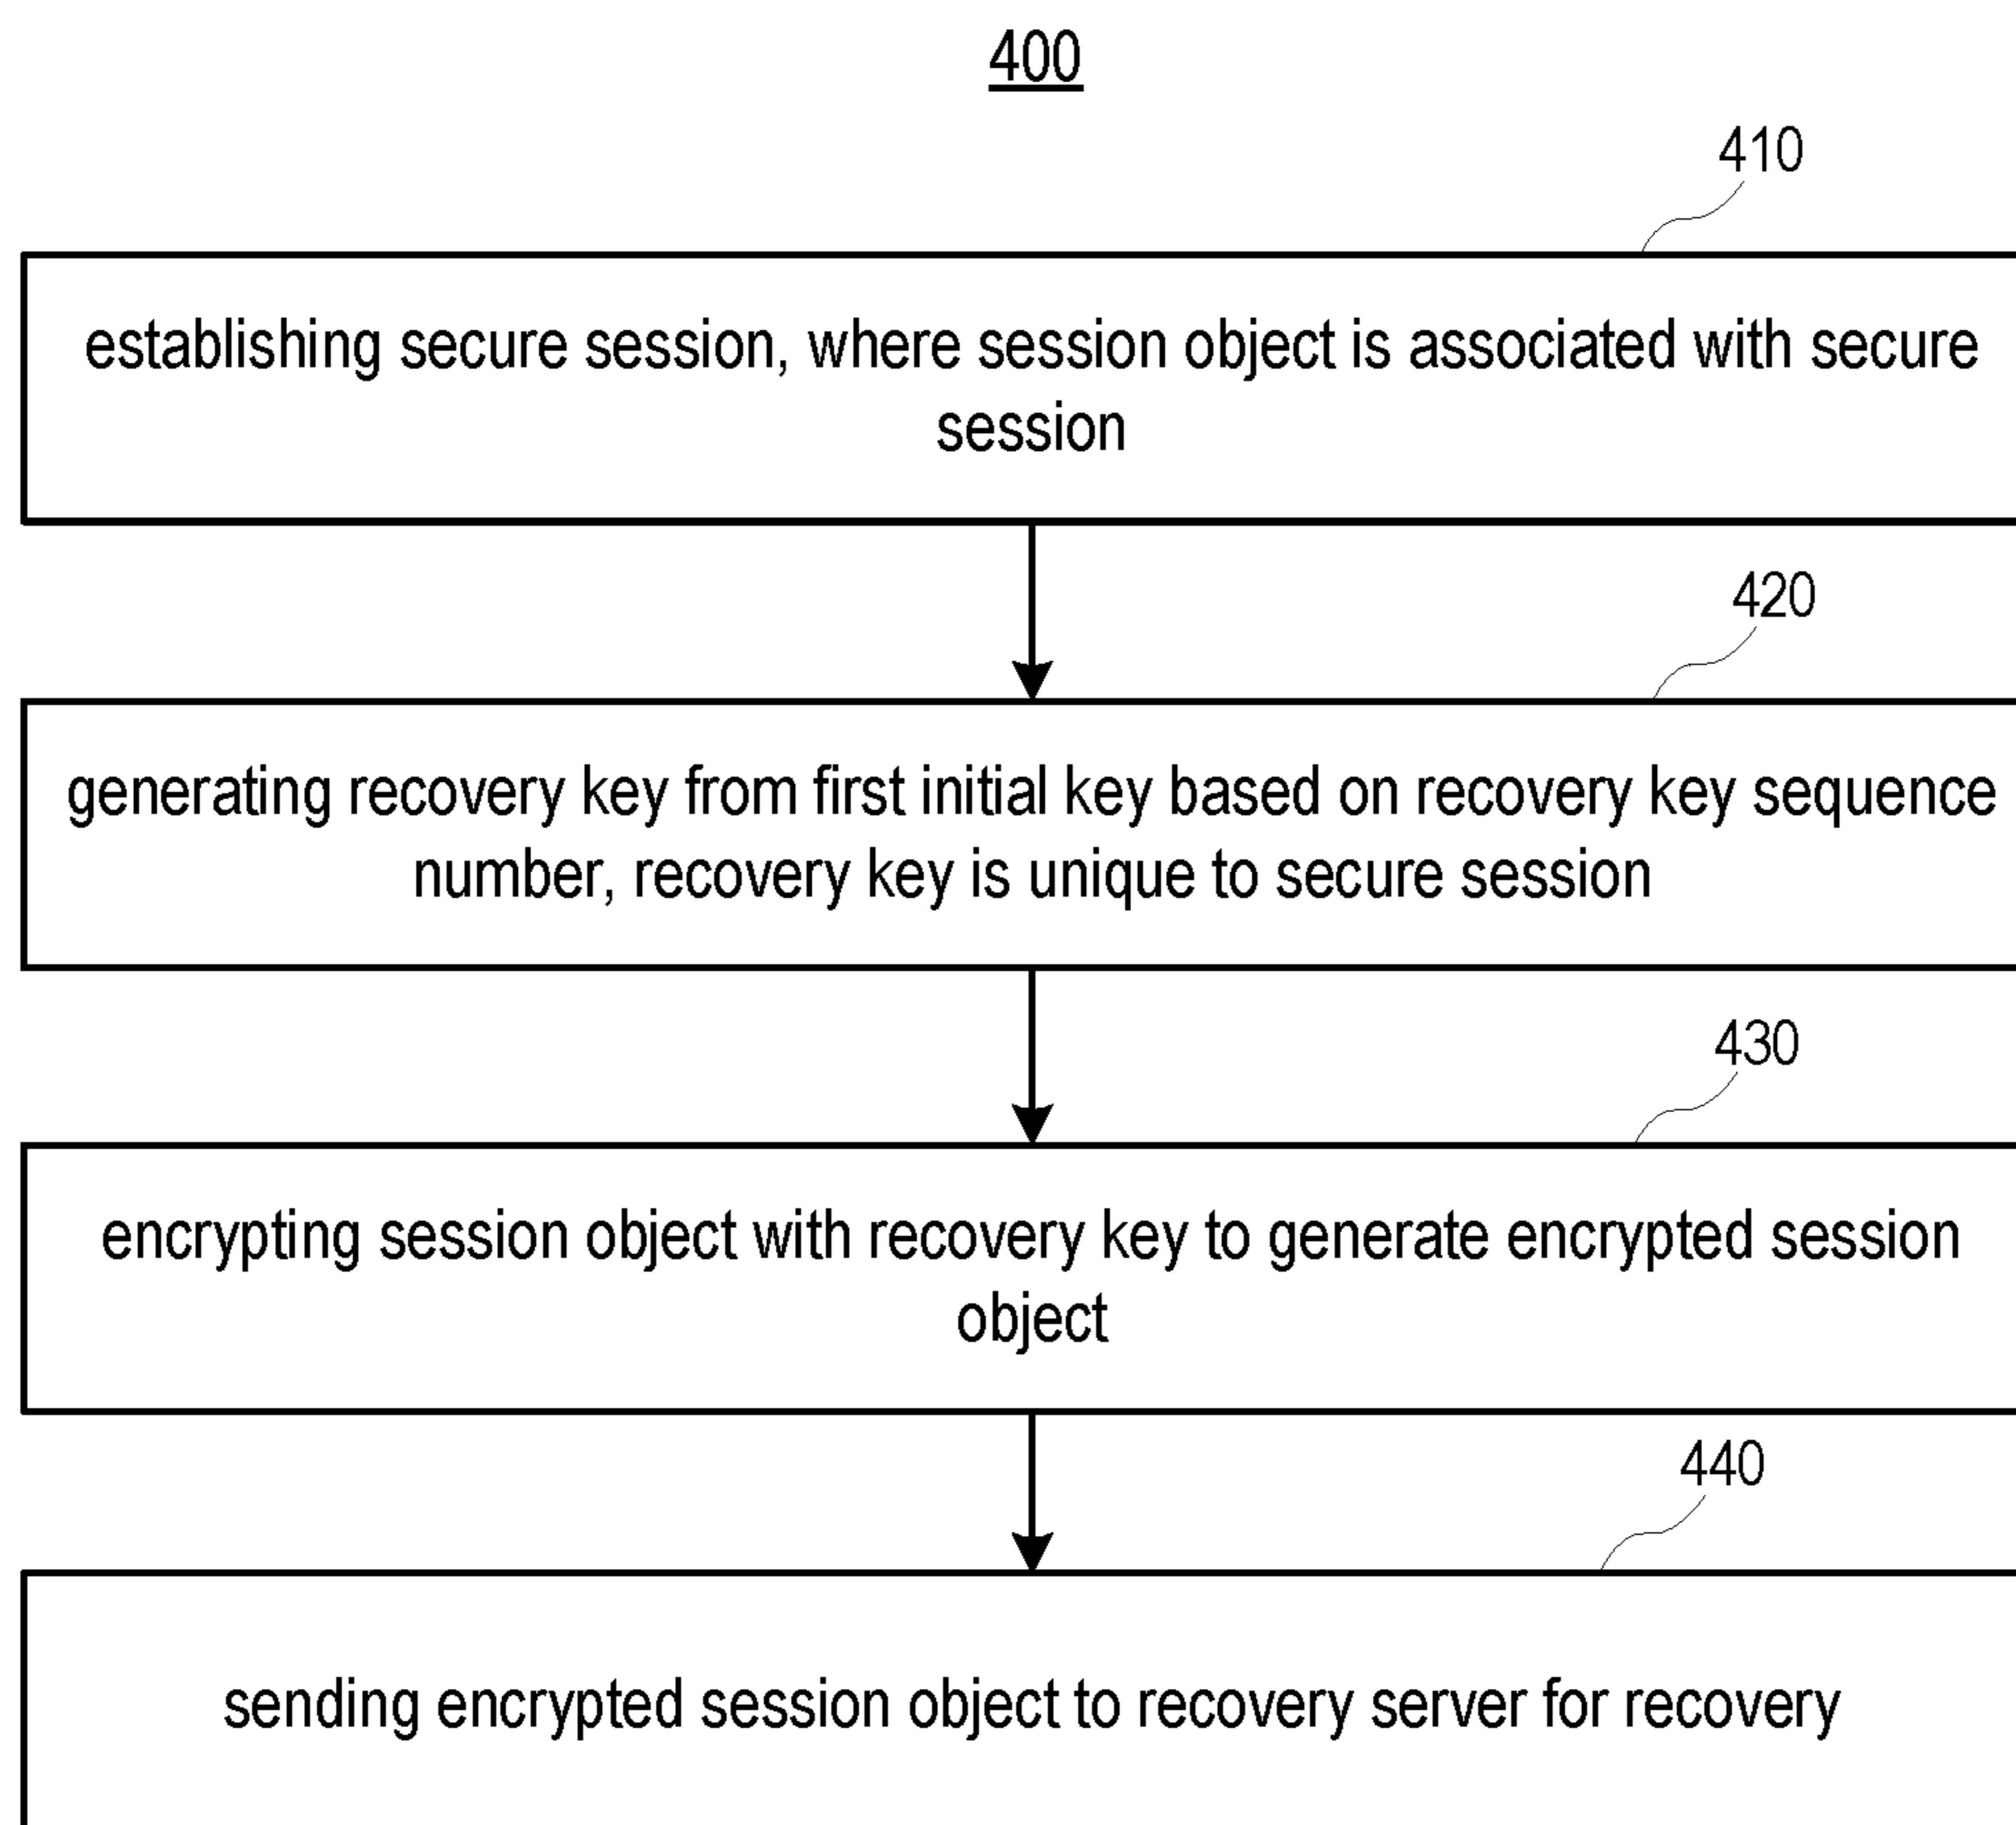 400
410
establishing secure session, where session object is associated with secure
session
420
generating recovery key from first initial key based on recovery key sequence
number, recovery key is unique to secure session
430
encrypting session object with recovery key to generate encrypted session
object
440
sending encrypted session object to recovery server for recovery